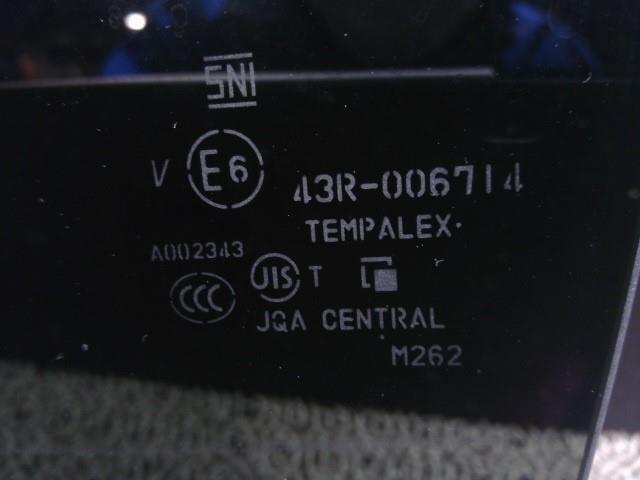 SNI
V E6 43R-006714
TEMPALEX·
A002343
CCC JIS T
JQA CENTRAL
M262